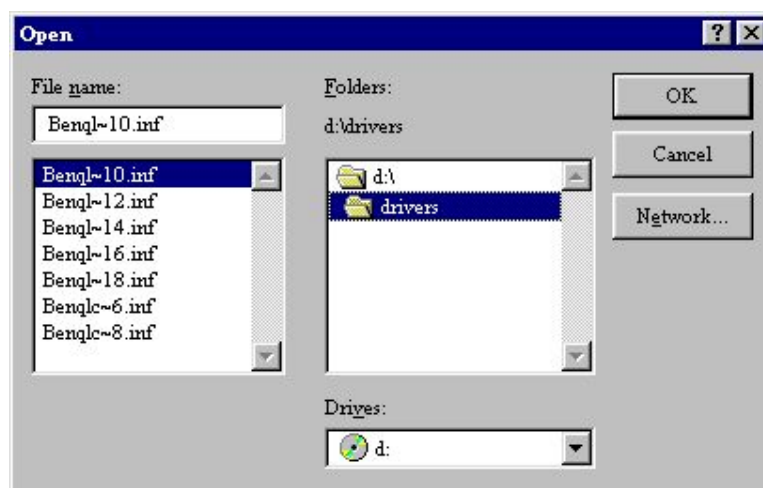 Open
File name:
Benql~10.inf
Benql~10.inf
Benql~12.inf
Benql~14.inf
Benql~16.inf
Benql~18.inf
Benqlc~6.inf
Benqlc~8.inf
Folders:
d:\drivers
d:\
drivers
Drives:
d:
OK
Cancel
Network...